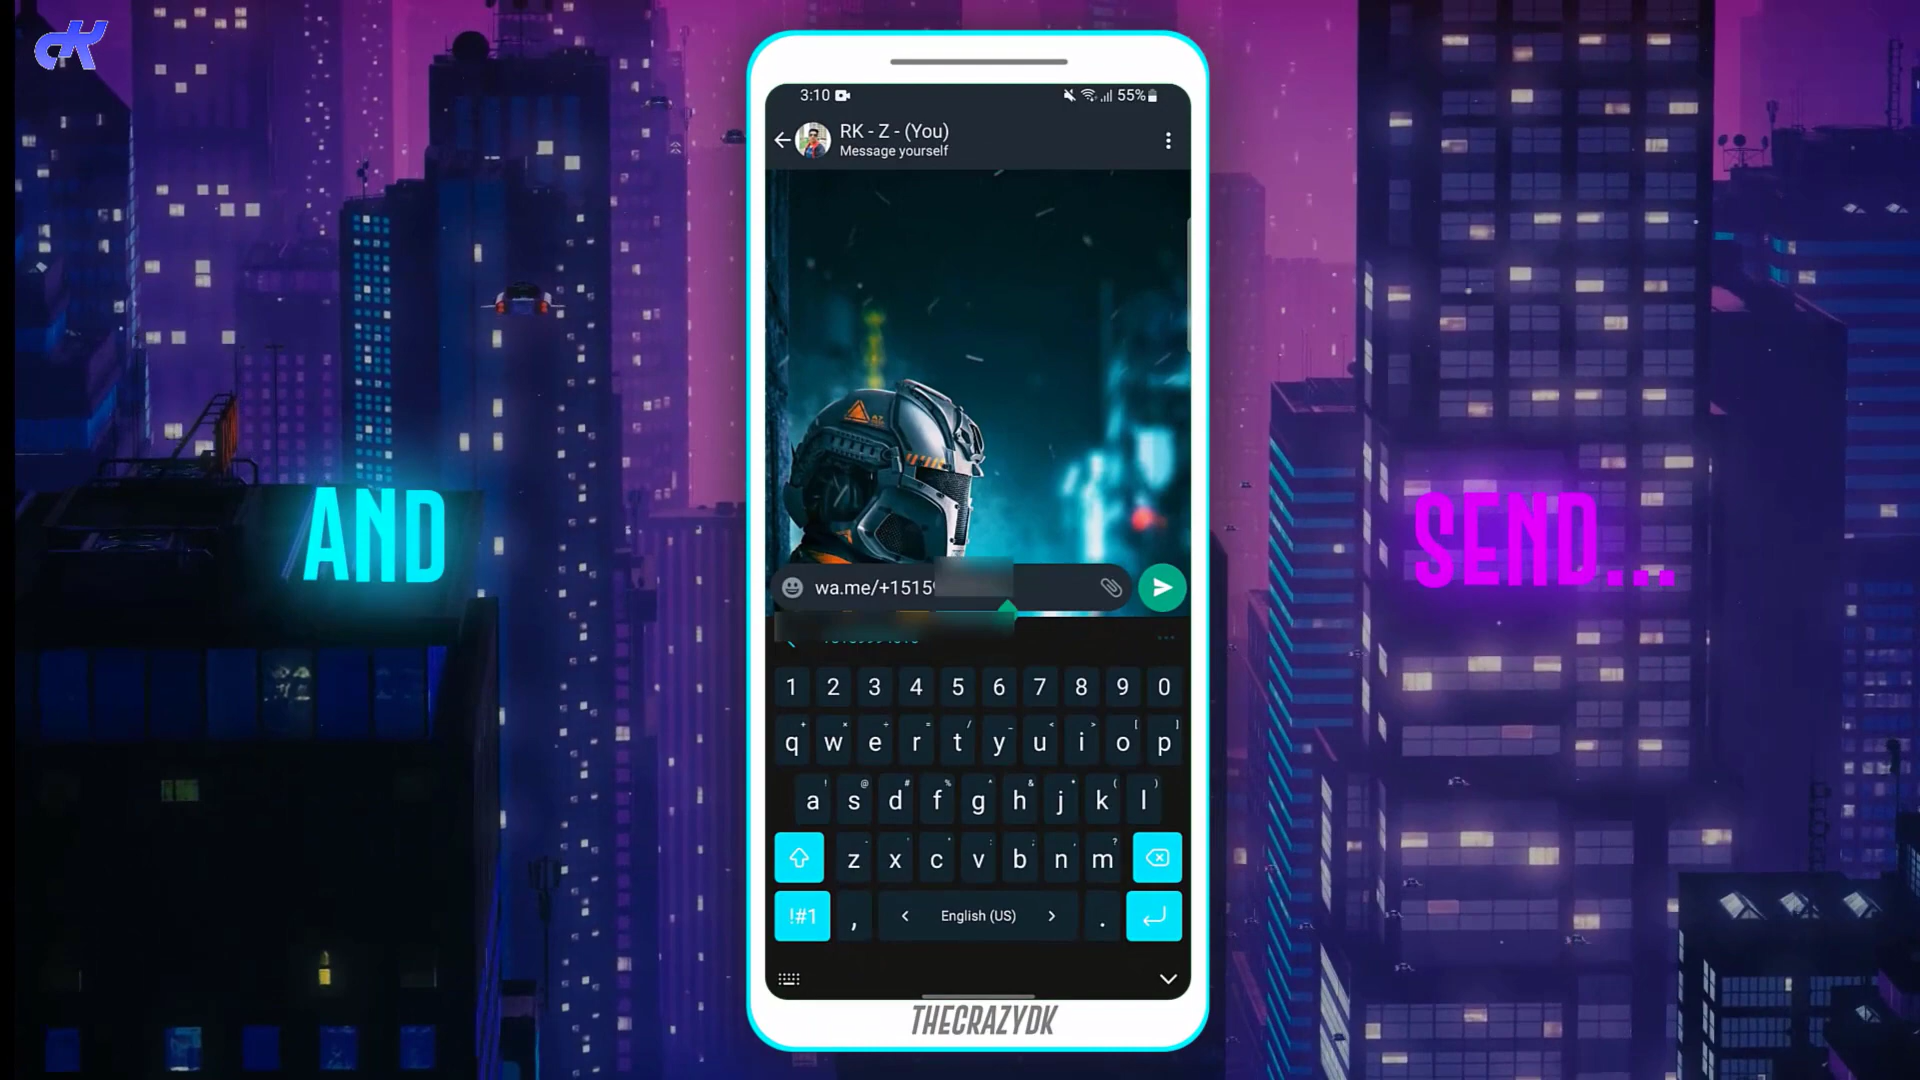 3:10
55%
RK - Z - (You)
Message yourself
AND
SEND...
wa.me/+1515
1 2 3 4 5 6 7 8 9 0
q w e r t y u i o p
a s d f g h j k l
z x c v b n m
!#1 , < English (US) > .
THECRAZYDK